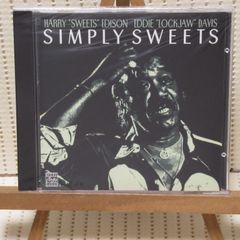 HARRY "SWEETS" EDISON EDDIE "LOCKJAW" DAVIS
SIMPLY SWEETS